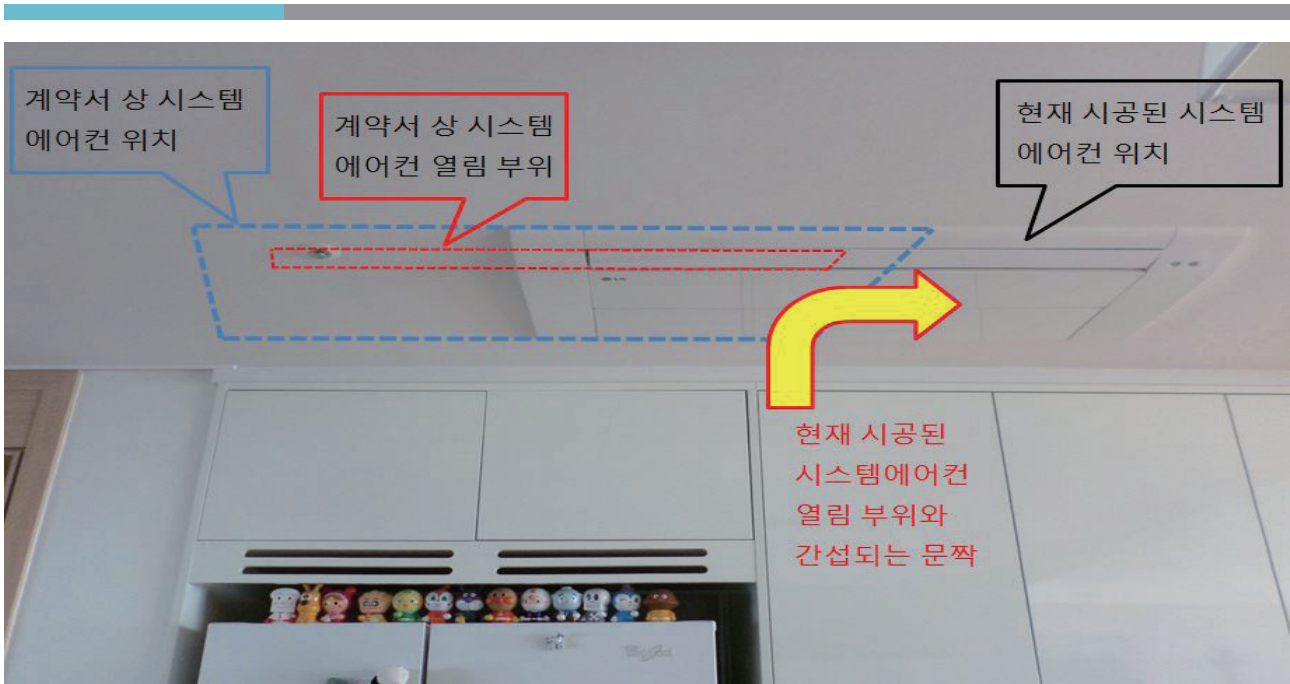 계약서 상 시스템
에어컨 위치
계약서 상 시스템
에어컨 열림 부위
현재 시공된 시스템
에어컨 위치
LG
현재 시공된
시스템에어컨
열림 부위와
간섭되는 문짝